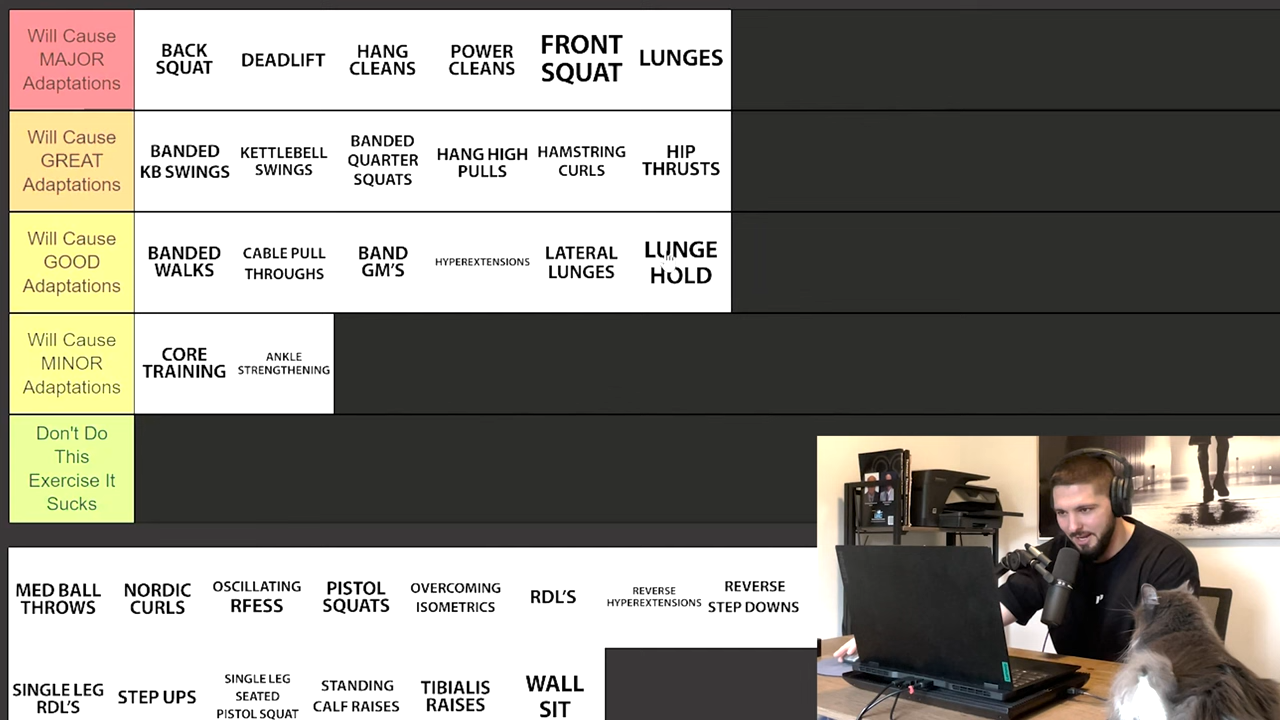 Will Cause
MAJOR
Adaptations
BACK
SQUAT
DEADLIFT
HANG
CLEANS
POWER
CLEANS
FRONT
SQUAT
LUNGES
Will Cause
GREAT
Adaptations
BANDED
KB SWINGS
KETTLEBELL
SWINGS
BANDED
QUARTER
SQUATS
HANG HIGH
PULLS
HAMSTRING
CURLS
HIP
THRUSTS
Will Cause
GOOD
Adaptations
BANDED
WALKS
CABLE PULL
THROUGHS
BAND
GM'S
HYPEREXTENSIONS
LATERAL
LUNGES
LUNGE
HOLD
Will Cause
MINOR
Adaptations
CORE
TRAINING
ANKLE
STRENGTHENING
Don't Do
This
Exercise It
Sucks
MED BALL
THROWS
NORDIC
CURLS
OSCILLATING
RFESS
PISTOL
SQUATS
OVERCOMING
ISOMETRICS
RDL'S
REVERSE
HYPEREXTENSIONS
REVERSE
STEP DOWNS
SINGLE LEG
RDL'S
STEP UPS
SINGLE LEG
SEATED
PISTOL SQUAT
STANDING
CALF RAISES
TIBIALIS
RAISES
WALL
SIT